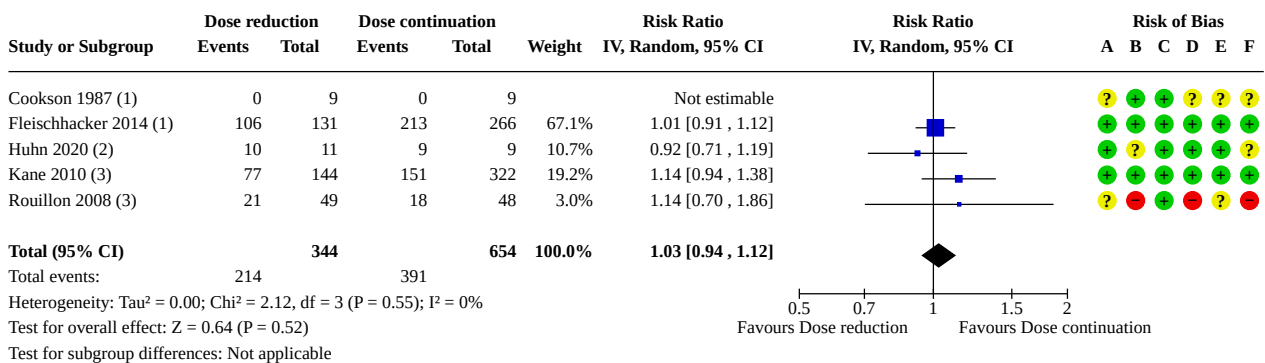 Dose reduction Dose continuation Risk Ratio Risk Ratio Risk of Bias
Study or Subgroup Events Total Events Total Weight IV, Random, 95% CI IV, Random, 95% CI A B C D E F
Cookson 1987 (1) 0 9 0 9 Not estimable ? + + ? ? ?
Fleischhacker 2014 (1) 106 131 213 266 67.1% 1.01 [0.91 , 1.12] + + + + + +
Huhn 2020 (2) 10 11 9 9 10.7% 0.92 [0.71 , 1.19] + ? + + + ?
Kane 2010 (3) 77 144 151 322 19.2% 1.14 [0.94 , 1.38] + + + + + +
Rouillon 2008 (3) 21 49 18 48 3.0% 1.14 [0.70 , 1.86] ? − + − ? −
Total (95% CI) 344 654 100.0% 1.03 [0.94 , 1.12]
Total events: 214 391
Heterogeneity: Tau² = 0.00; Chi² = 2.12, df = 3 (P = 0.55); I² = 0%
0.5 0.7 1 1.5 2
Test for overall effect: Z = 0.64 (P = 0.52) Favours Dose reduction Favours Dose continuation
Test for subgroup differences: Not applicable